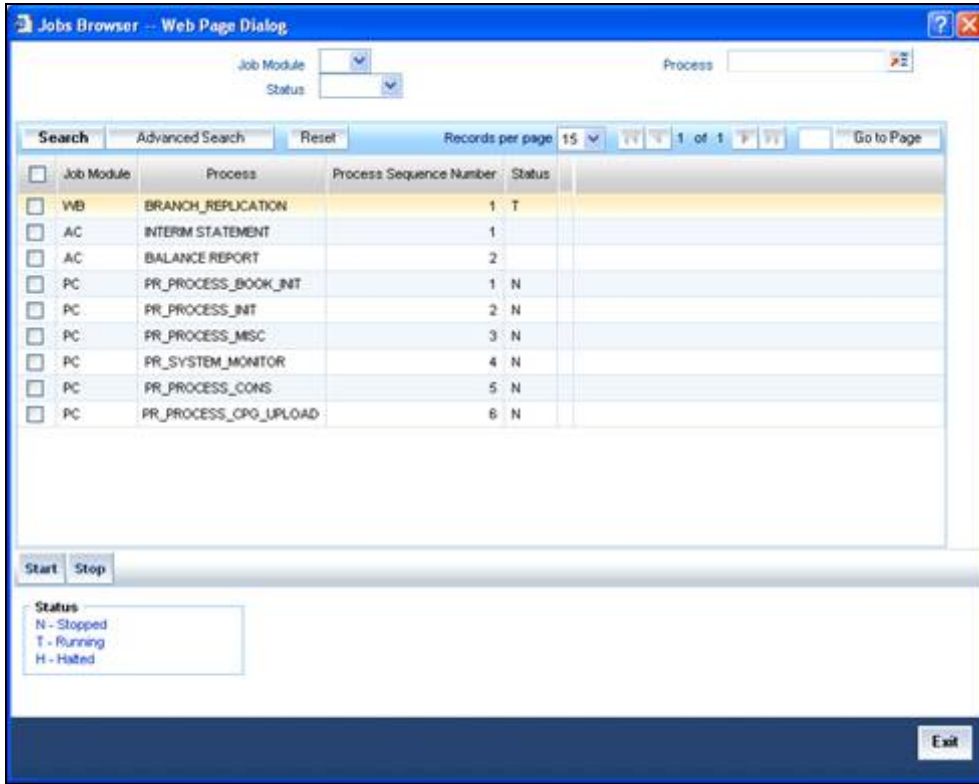 Jobs Browser -- Web Page Dialog
Job Module
Process
Status
Search Advanced Search Reset Records per page 15 1 of 1 Go to Page
Job Module Process Process Sequence Number Status
WB BRANCH_REPLICATION 1 T
AC INTERIM STATEMENT 1
AC BALANCE REPORT 2
PC PR_PROCESS_BOOK_INIT 1 N
PC PR_PROCESS_INIT 2 N
PC PR_PROCESS_MISC 3 N
PC PR_SYSTEM_MONITOR 4 N
PC PR_PROCESS_CONS 5 N
PC PR_PROCESS_CPG_UPLOAD 6 N
Start Stop
Status
N - Stopped
T - Running
H - Halted
Exit